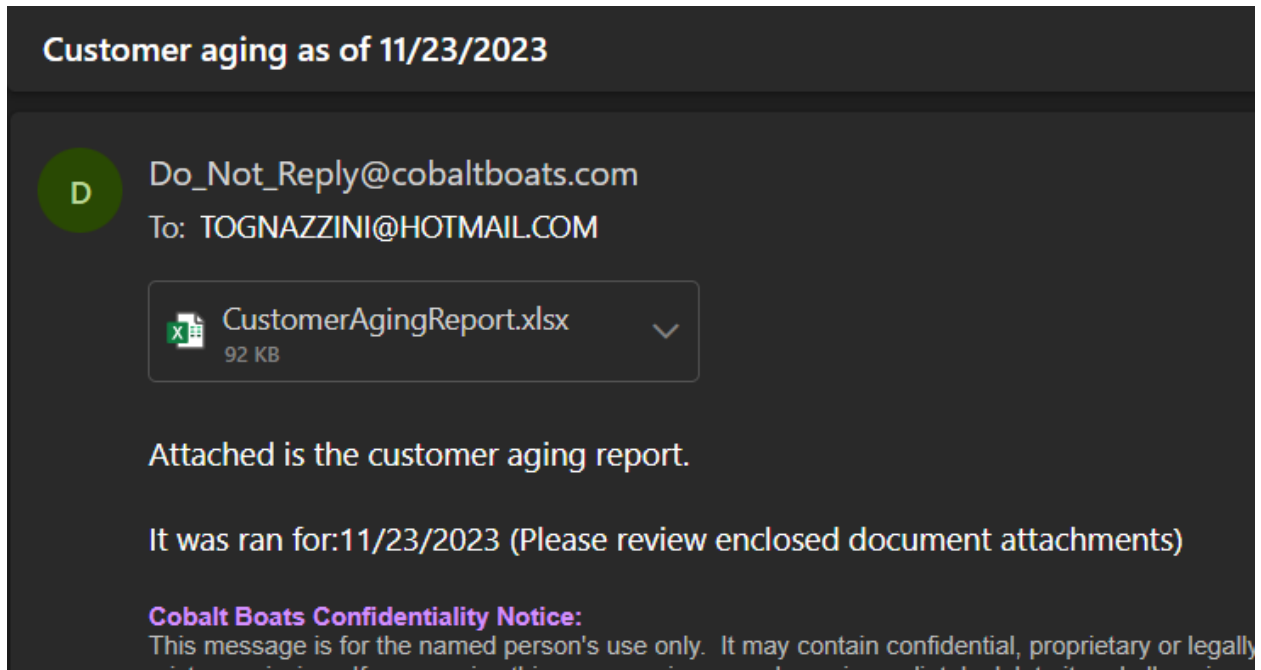 Customer aging as of 11/23/2023
D
Do_Not_Reply@cobaltboats.com
To: TOGNAZZINI@HOTMAIL.COM
CustomerAgingReport.xlsx
92 KB
Attached is the customer aging report.
It was ran for:11/23/2023 (Please review enclosed document attachments)
Cobalt Boats Confidentiality Notice:
This message is for the named person's use only. It may contain confidential, proprietary or legally